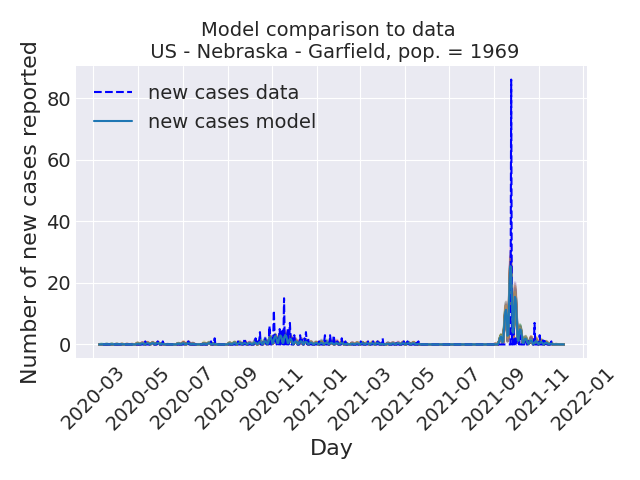 Model comparison to data
US - Nebraska - Garfield, pop. = 1969
Number of new cases reported
new cases data
new cases model
80
60
40
20
0
2020-03
2020-05
2020-07
2020-09
2020-11
2021-01
2021-03
2021-05
2021-07
2021-09
2021-11
2022-01
Day